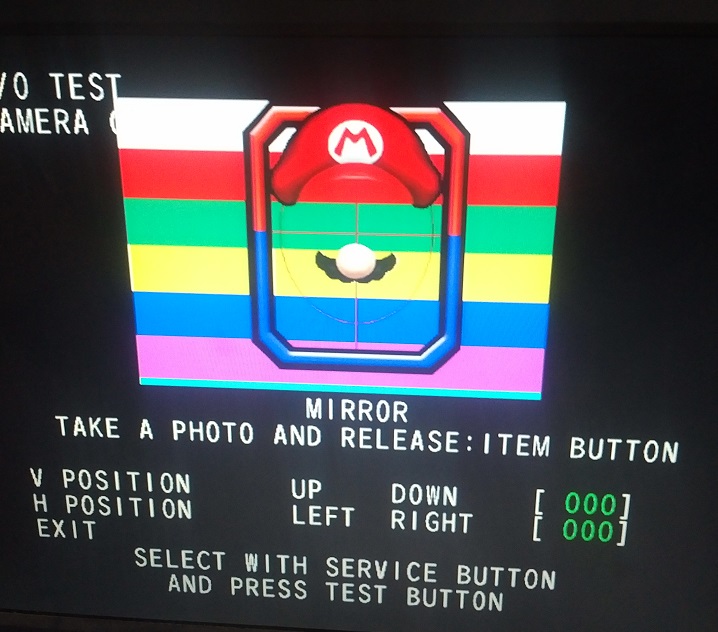 /O TEST
AMERA
M
MIRROR
TAKE A PHOTO AND RELEASE:ITEM BUTTON
V POSITION UP DOWN [ 000]
H POSITION LEFT RIGHT [ 000]
EXIT
SELECT WITH SERVICE BUTTON
AND PRESS TEST BUTTON